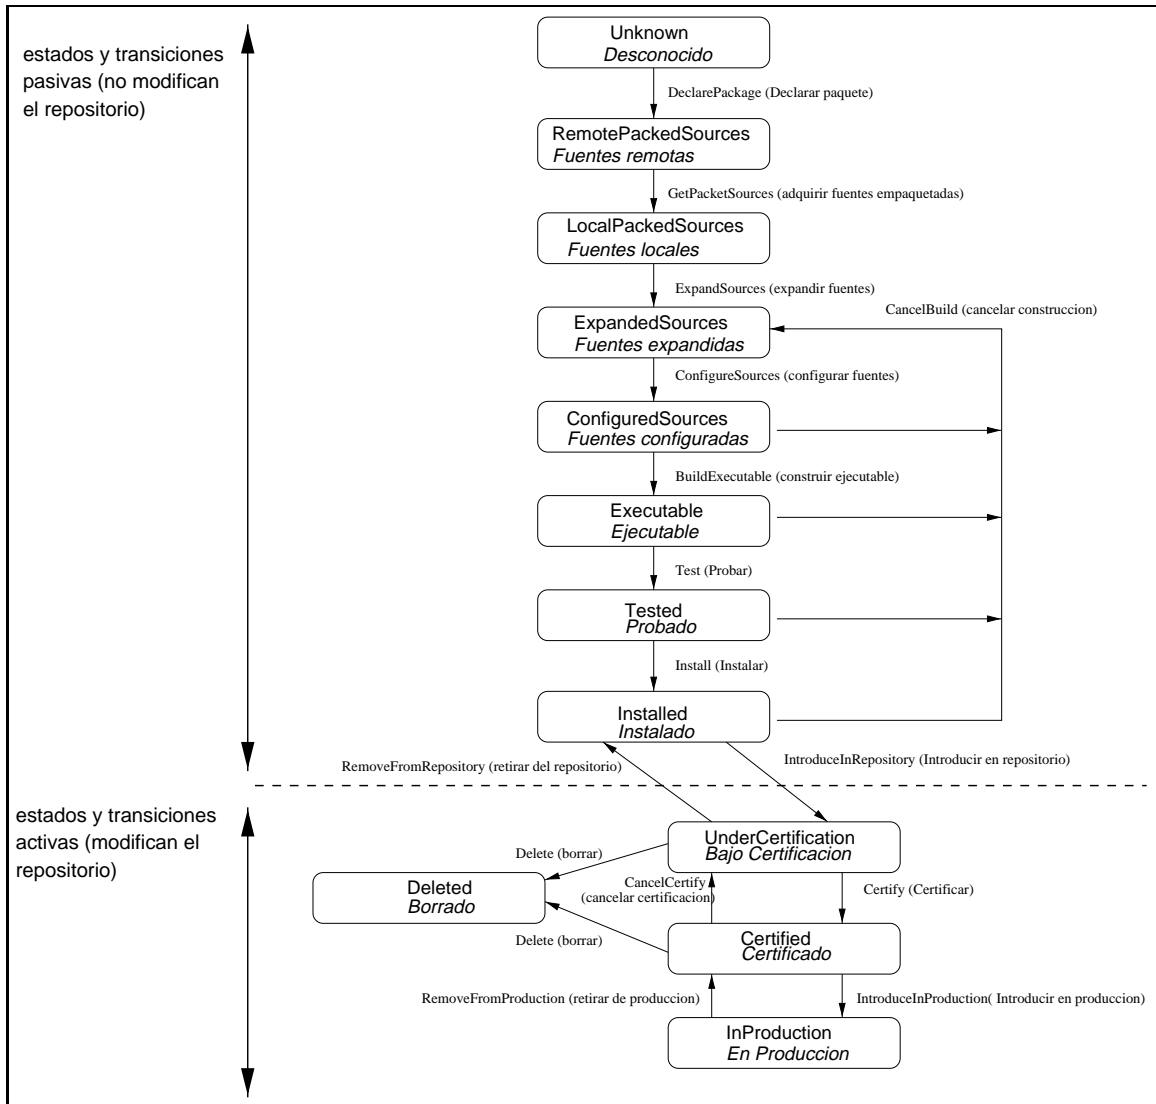 estados y transiciones
pasivas (no modifican
el repositorio)
Unknown
Desconocido
DeclarePackage (Declarar paquete)
RemotePackedSources
Fuentes remotas
GetPacketSources (adquirir fuentes empaquetadas)
LocalPackedSources
Fuentes locales
ExpandSources (expandir fuentes)
CancelBuild (cancelar construccion)
ExpandedSources
Fuentes expandidas
ConfigureSources (configurar fuentes)
ConfiguredSources
Fuentes configuradas
BuildExecutable (construir ejecutable)
Executable
Ejecutable
Test (Probar)
Tested
Probado
Install (Instalar)
Installed
Instalado
RemoveFromRepository (retirar del repositorio)
IntroduceInRepository (Introducir en repositorio)
estados y transiciones
activas (modifican el
repositorio)
UnderCertification
Bajo Certificacion
Delete (borrar)
CancelCertify
(cancelar certificacion)
Certify (Certificar)
Deleted
Borrado
Certified
Certificado
Delete (borrar)
RemoveFromProduction (retirar de produccion)
IntroduceInProduction( Introducir en produccion)
InProduction
En Produccion